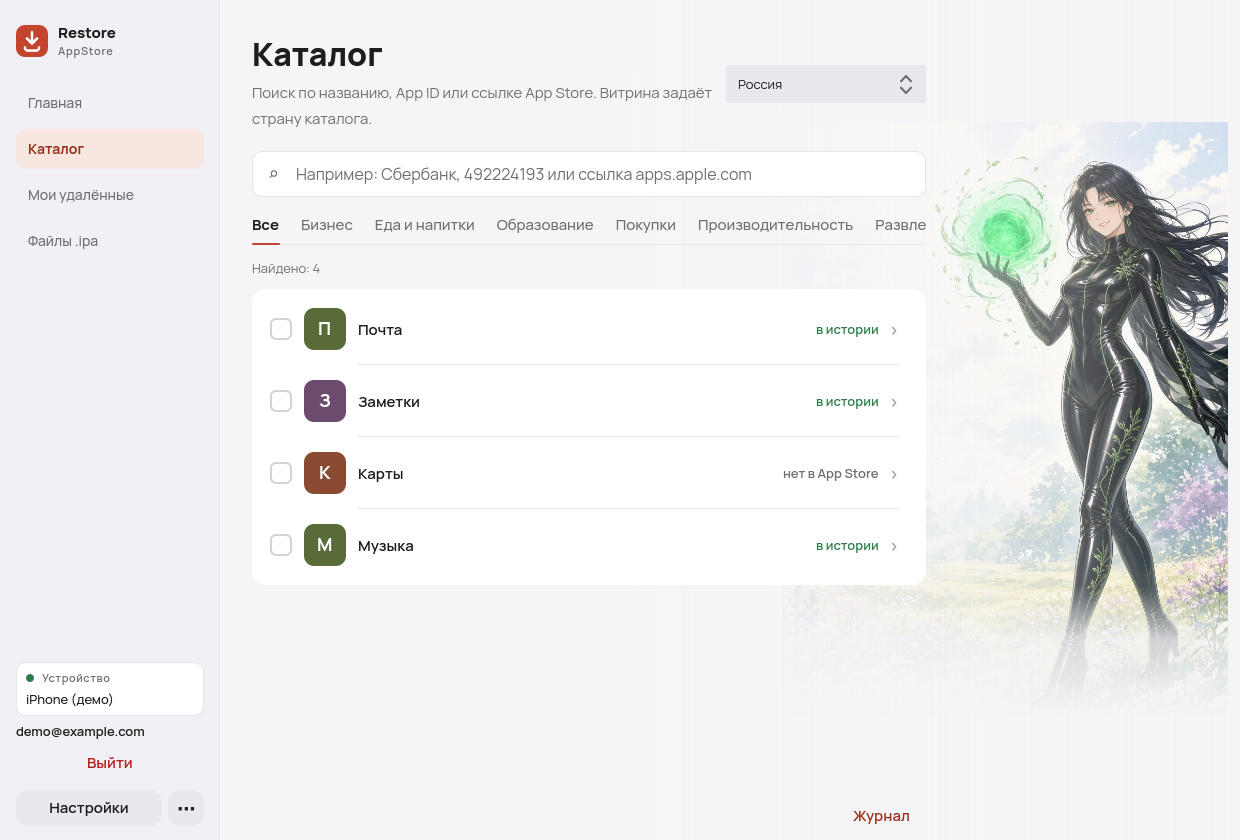 Restore
AppStore
Главная
Каталог
Мои удалённые
Файлы .ipa
Устройство
iPhone (демо)
demo@example.com
Выйти
Настройки
Каталог
Поиск по названию, App ID или ссылке App Store. Витрина задаёт
страну каталога.
Россия
Например: Сбербанк, 492224193 или ссылка apps.apple.com
Все Бизнес Еда и напитки Образование Покупки Производительность Развле
Найдено: 4
П Почта в истории
З Заметки в истории
К Карты нет в App Store
М Музыка в истории
Журнал